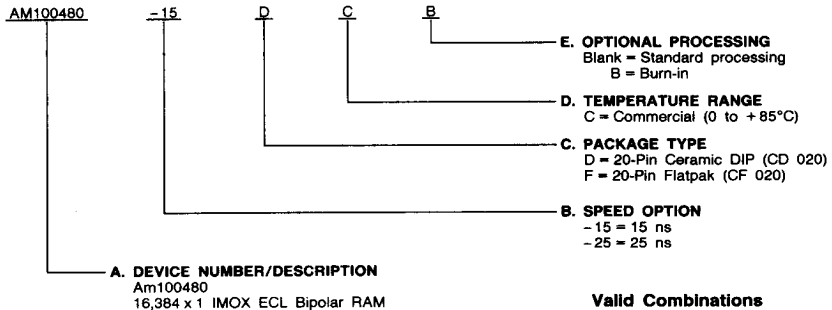 AM100480 -15 D C B
E. OPTIONAL PROCESSING
Blank = Standard processing
B = Burn-in
D. TEMPERATURE RANGE
C = Commercial (0 to +85°C)
C. PACKAGE TYPE
D = 20-Pin Ceramic DIP (CD 020)
F = 20-Pin Flatpak (CF 020)
B. SPEED OPTION
-15 = 15 ns
-25 = 25 ns
A. DEVICE NUMBER/DESCRIPTION
Am100480
16,384 x 1 IMOX ECL Bipolar RAM
Valid Combinations